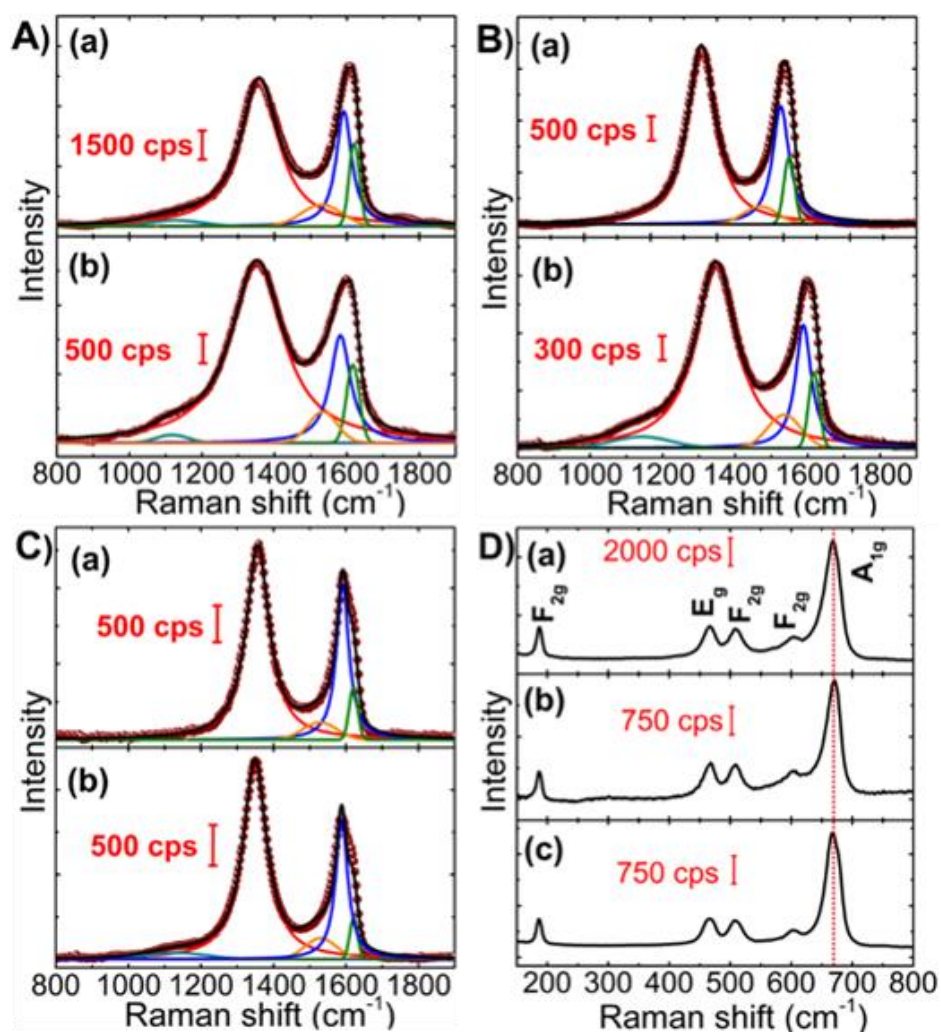 A)
(a)
1500 cps
(b)
500 cps
Intensity
800 1000 1200 1400 1600 1800
Raman shift (cm⁻¹)
B)
(a)
500 cps
(b)
300 cps
Intensity
800 1000 1200 1400 1600 1800
Raman shift (cm⁻¹)
C)
(a)
500 cps
(b)
500 cps
Intensity
800 1000 1200 1400 1600 1800
Raman shift (cm⁻¹)
D)
(a)
2000 cps
F2g
Eg
F2g
F2g
A1g
(b)
750 cps
(c)
750 cps
Intensity
200 300 400 500 600 700 800
Raman shift (cm⁻¹)